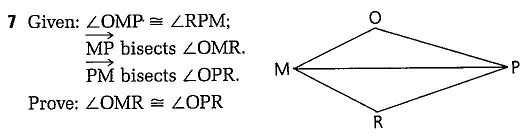 7 Given: ∠OMP ≅ ∠RPM;
MP bisects ∠OMR.
PM bisects ∠OPR.
Prove: ∠OMR ≅ ∠OPR
O
M
P
R